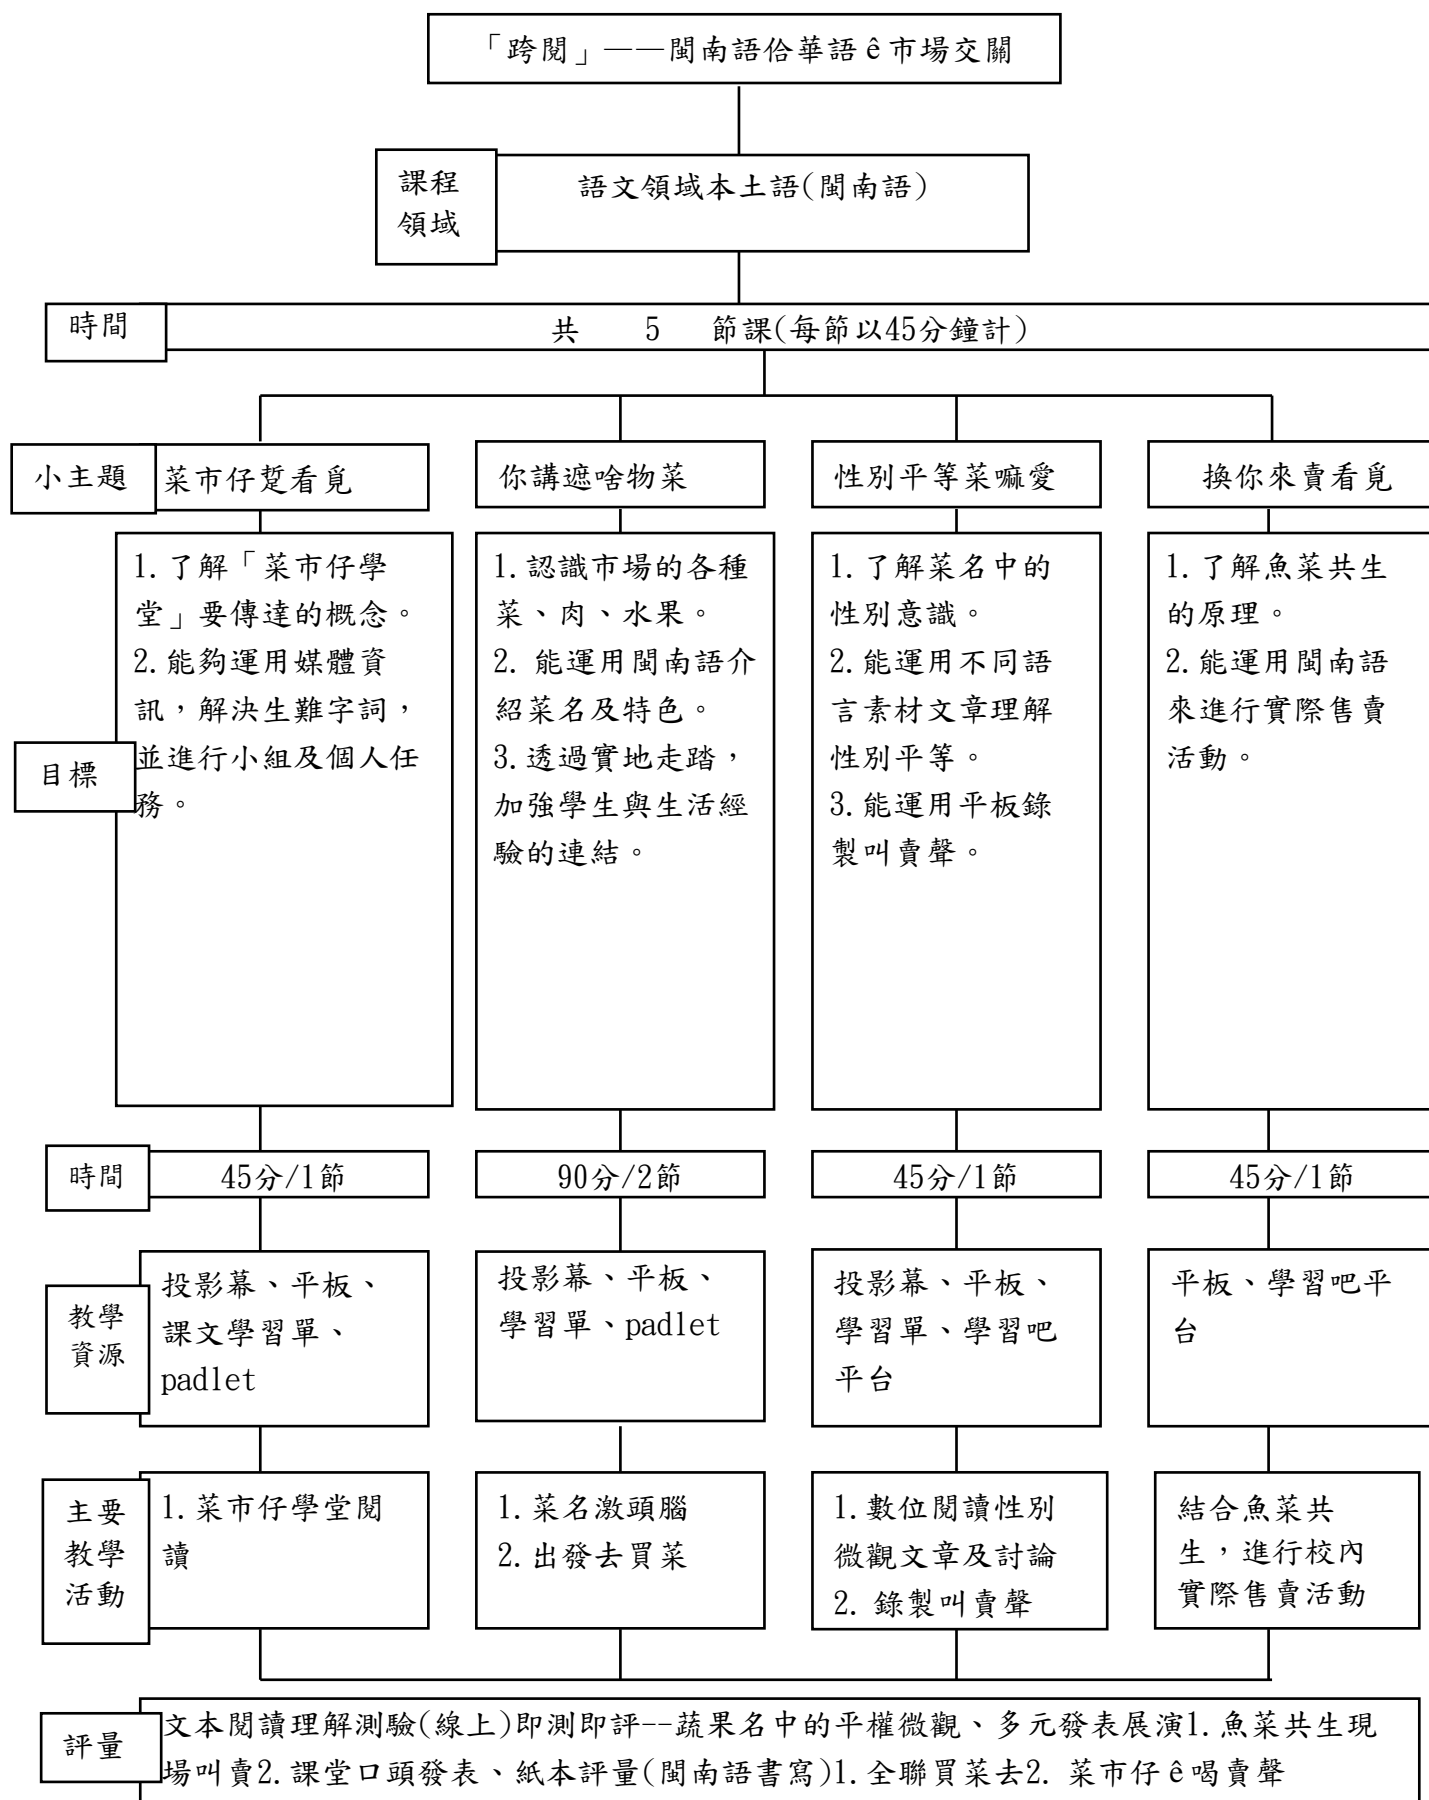 「跨閱」——閩南語佮華語ê市場交關
課程
領域
語文領域本土語(閩南語)
時間
共 5 節課(每節以45分鐘計)
小主題
菜市仔踅看覓
你講遮啥物菜
性別平等菜嘛愛
換你來賣看覓
目標
1.了解「菜市仔學
堂」要傳達的概念。
2.能夠運用媒體資
訊，解決生難字詞，
並進行小組及個人任
務。
1.認識市場的各種
菜、肉、水果。
2. 能運用閩南語介
紹菜名及特色。
3.透過實地走踏，
加強學生與生活經
驗的連結。
1.了解菜名中的
性別意識。
2.能運用不同語
言素材文章理解
性別平等。
3.能運用平板錄
製叫賣聲。
1.了解魚菜共生
的原理。
2.能運用閩南語
來進行實際售賣
活動。
時間
45分/1節
90分/2節
45分/1節
45分/1節
教學
資源
投影幕、平板、
課文學習單、
padlet
投影幕、平板、
學習單、padlet
投影幕、平板、
學習單、學習吧
平台
平板、學習吧平
台
主要
教學
活動
1.菜市仔學堂閱
讀
1.菜名激頭腦
2.出發去買菜
1.數位閱讀性別
微觀文章及討論
2. 錄製叫賣聲
結合魚菜共
生，進行校內
實際售賣活動
評量
文本閱讀理解測驗(線上)即測即評--蔬果名中的平權微觀、多元發表展演1.魚菜共生現
場叫賣2.課堂口頭發表、紙本評量(閩南語書寫)1.全聯買菜去2. 菜市仔ê喝賣聲